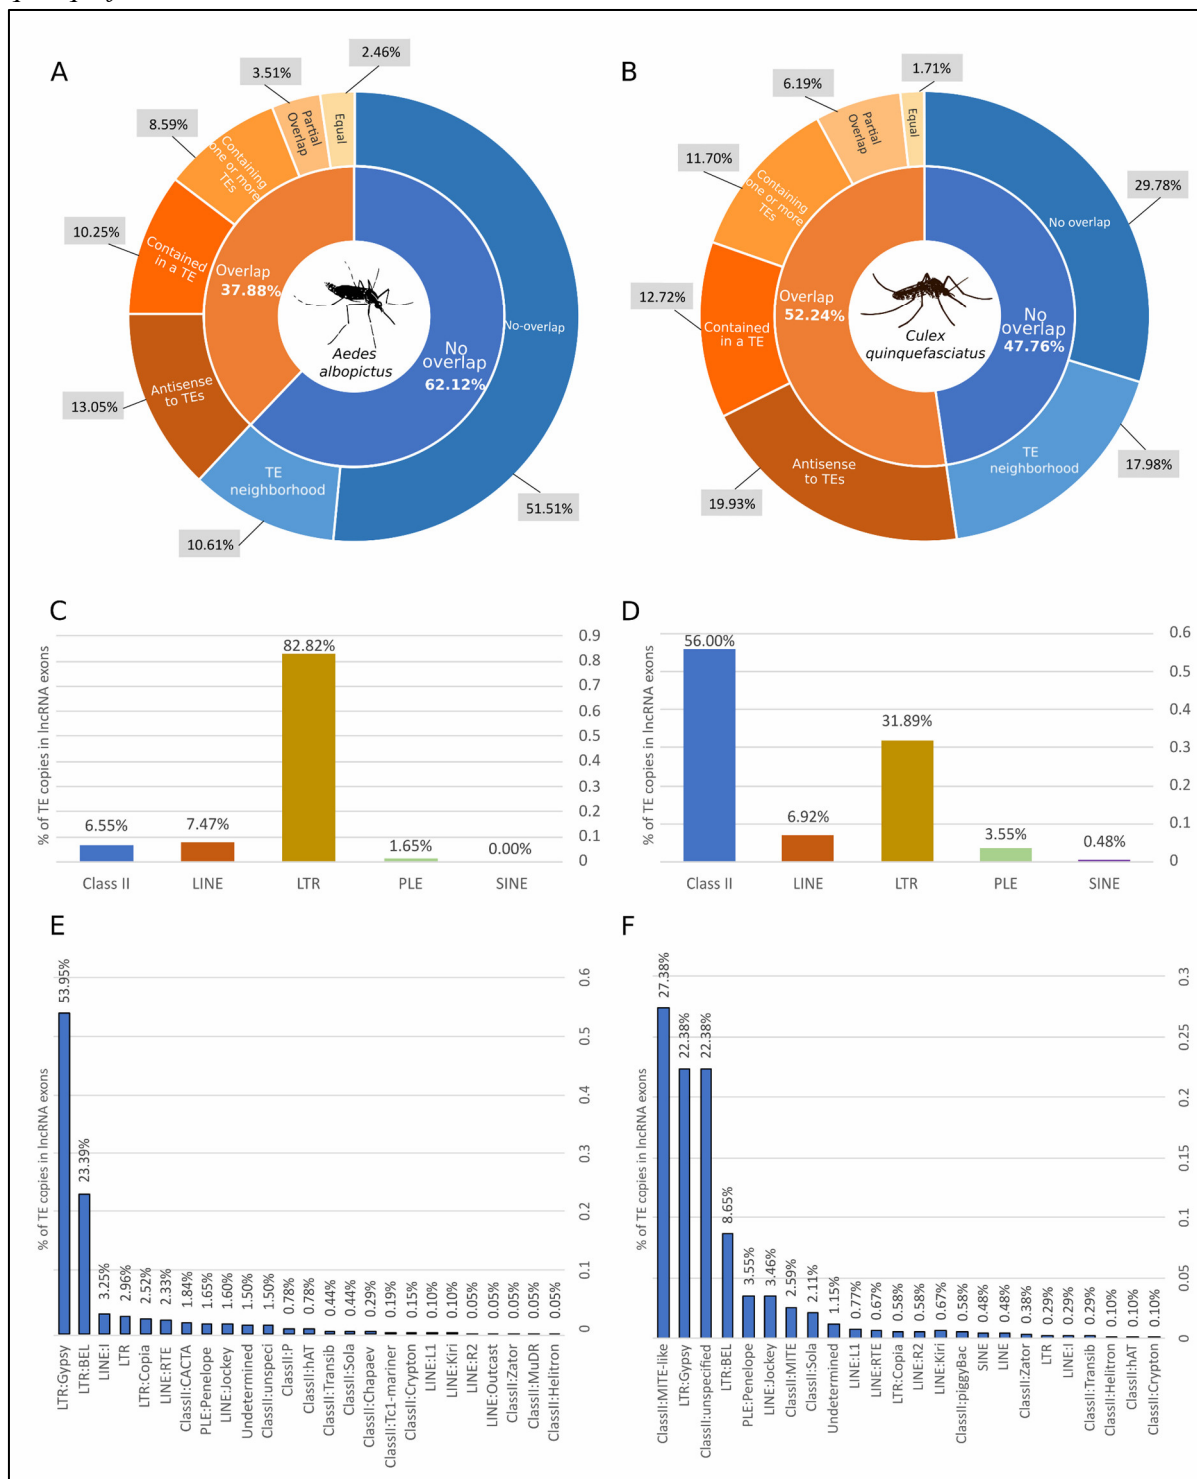 A
2.46%
3.51%
8.59%
10.25%
13.05%
10.61%
51.51%
Equal
Partial
Overlap
Containing
one or more
TEs
Contained
in a TE
Antisense
to TEs
TE
neighborhood
No-overlap
Overlap
37.88%
No
overlap
62.12%
Aedes
albopictus
B
1.71%
6.19%
11.70%
12.72%
19.93%
17.98%
29.78%
Equal
Partial
Overlap
Containing
one or more
TEs
Contained
in a TE
Antisense
to TEs
TE
neighborhood
No overlap
Overlap
52.24%
No
overlap
47.76%
Culex
quinquefasciatus
C
% of TE copies in lncRNA exons
6.55%
7.47%
82.82%
1.65%
0.00%
0.9
0.8
0.7
0.6
0.5
0.4
0.3
0.2
0.1
0
Class II
LINE
LTR
PLE
SINE
D
% of TE copies in lncRNA exons
56.00%
6.92%
31.89%
3.55%
0.48%
0.6
0.5
0.4
0.3
0.2
0.1
0
Class II
LINE
LTR
PLE
SINE
E
% of TE copies in lncRNA exons
53.95%
23.39%
3.25%
2.96%
2.52%
2.33%
1.84%
1.65%
1.60%
1.50%
1.50%
0.78%
0.78%
0.44%
0.44%
0.29%
0.19%
0.15%
0.10%
0.10%
0.05%
0.05%
0.05%
0.05%
0.05%
0.6
0.5
0.4
0.3
0.2
0.1
0
LTR:Gypsy
LTR:BEL
LINE:I
LTR
LTR:Copia
LINE:RTE
ClassII:CACTA
PLE:Penelope
LINE:Jockey
Undetermined
ClassII:unspeci
ClassII:P
ClassII:hAT
ClassII:Transib
ClassII:Sola
ClassII:Chapaev
ClassII:Tc1-mariner
ClassII:Crypton
LINE:L1
LINE:Kiri
LINE:R2
LINE:Outcast
ClassII:Zator
ClassII:MuDR
ClassII:Helitron
F
% of TE copies in lncRNA exons
27.38%
22.38%
22.38%
8.65%
3.55%
3.46%
2.59%
2.11%
1.15%
0.77%
0.67%
0.58%
0.58%
0.67%
0.58%
0.48%
0.48%
0.38%
0.29%
0.29%
0.29%
0.10%
0.10%
0.10%
0.3
0.25
0.2
0.15
0.1
0.05
0
ClassII:MITE-like
LTR:Gypsy
ClassII:unspecified
LTR:BEL
PLE:Penelope
LINE:Jockey
ClassII:MITE
ClassII:Sola
Undetermined
LINE:L1
LINE:RTE
LTR:Copia
LINE:R2
LINE:Kiri
ClassII:piggyBac
SINE
LINE
ClassII:Zator
LTR
LINE:I
ClassII:Transib
ClassII:Helitron
ClassII:hAT
ClassII:Crypton